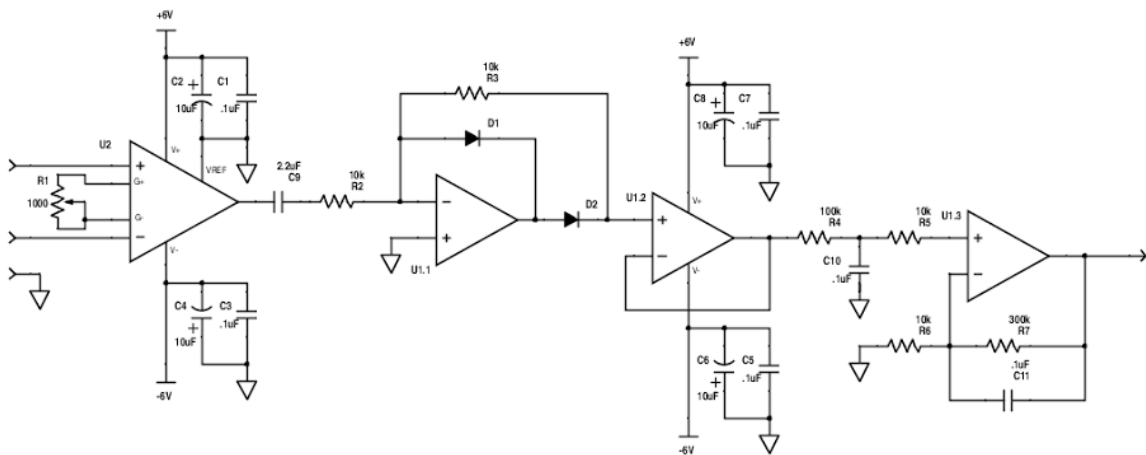 +6V
C2
C1
+
10uF
.1uF
U2
V+
VREF
+
G+
R1
1000
G-
−
V-
2.2uF
C9
10k
R2
C4
C3
.1uF
+
10uF
-6V
10k
R3
D1
−
+
U1.1
D2
+6V
C8
C7
+
10uF
.1uF
U1.2
V+
+
−
V-
C6
C5
.1uF
+
10uF
-6V
100k
R4
10k
R5
C10
.1uF
U1.3
+
−
10k
R6
300k
R7
.1uF
C11